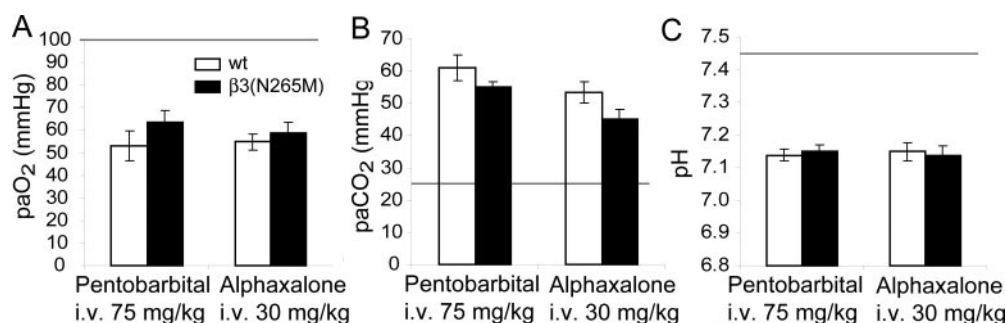 A
paO2 (mmHg)
100
90
80
70
60
50
40
30
20
10
0
wt
β3(N265M)
Pentobarbital Alphaxalone
i.v. 75 mg/kg i.v. 30 mg/kg
B
paCO2 (mmHg)
70
60
50
40
30
20
10
0
Pentobarbital Alphaxalone
i.v. 75 mg/kg i.v. 30 mg/kg
C
pH
7.5
7.4
7.3
7.2
7.1
7.0
6.9
6.8
Pentobarbital Alphaxalone
i.v. 75 mg/kg i.v. 30 mg/kg